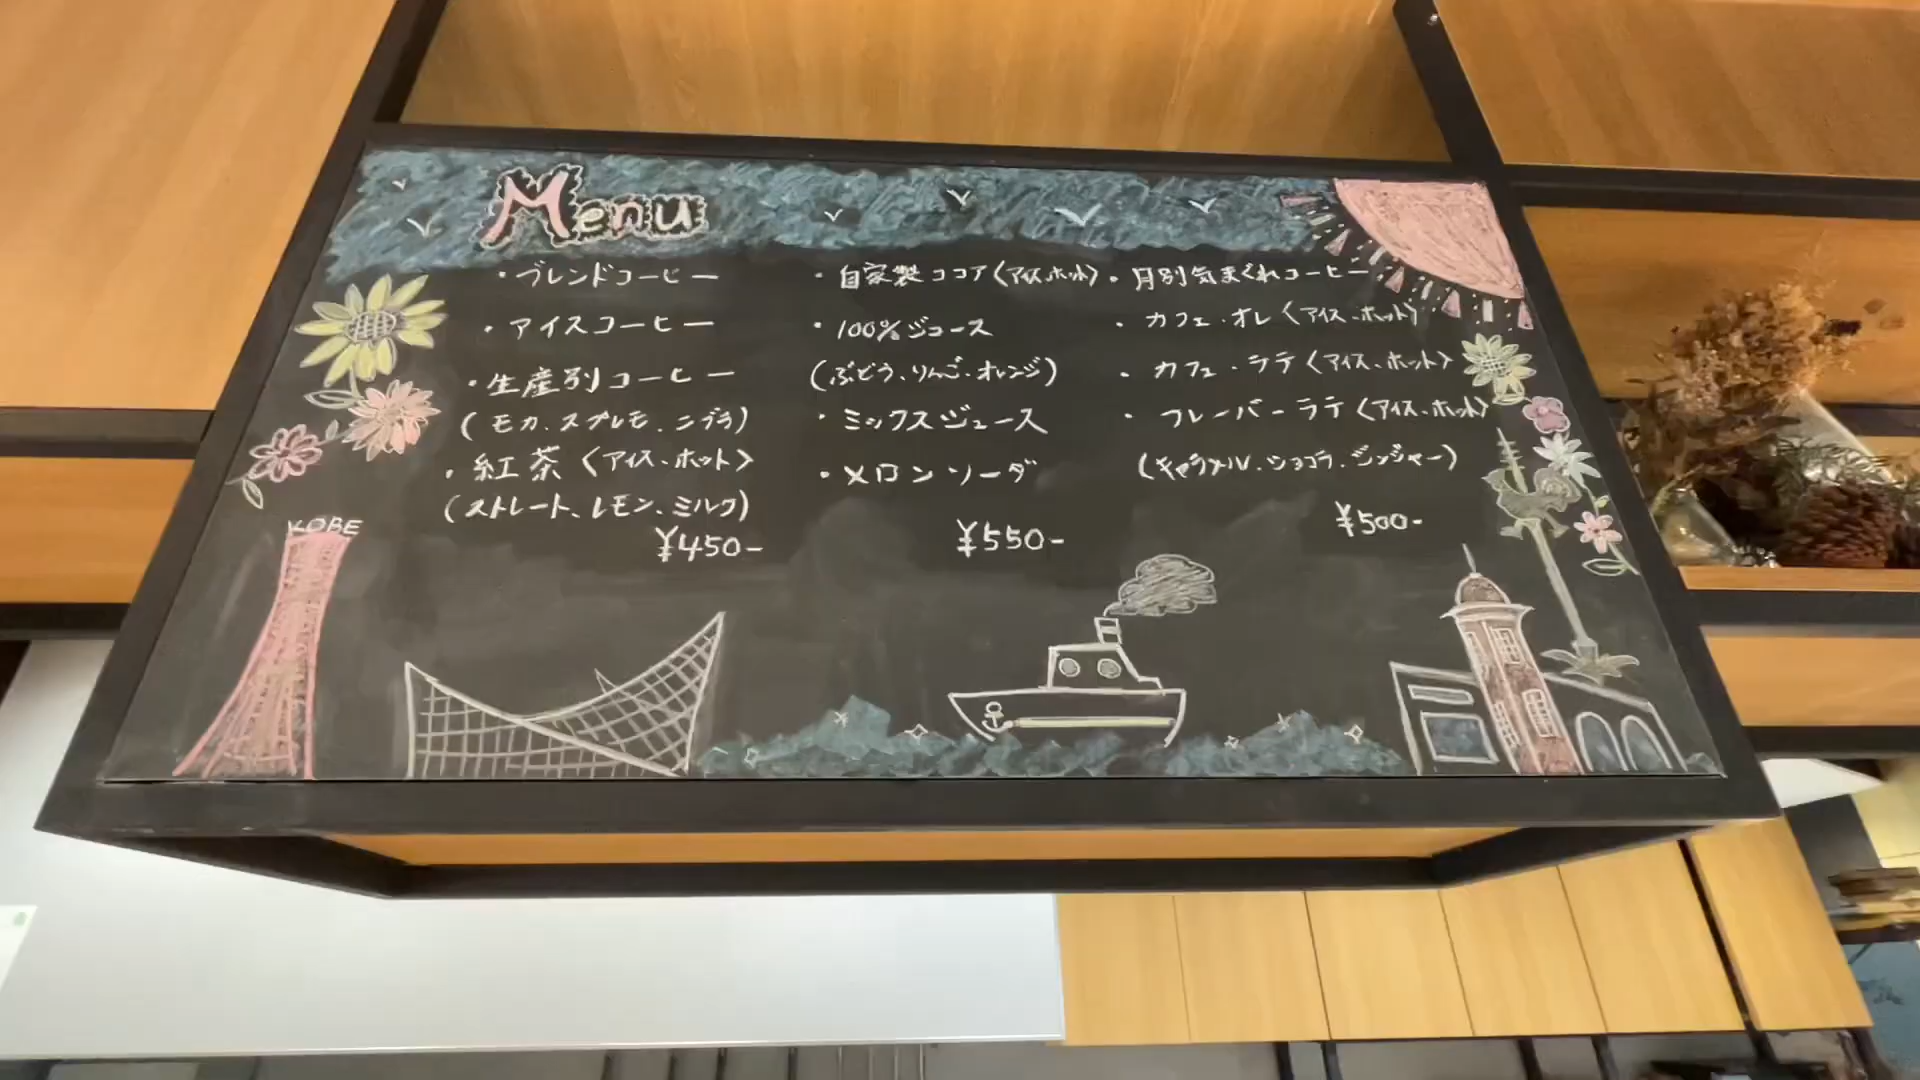 Menu
・ブレンドコーヒー
・アイスコーヒー
・生産別コーヒー
(モカ、スプレモ、ニブラ)
・紅茶〈アイス、ホット〉
(ストレート、レモン、ミルク)
¥450-
・自家製ココア〈アイス、ホット〉
・100%ジュース
(ぶどう、りんご、オレンジ)
・ミックスジュース
・メロンソーダ
¥550-
・月別気まぐれコーヒー
・カフェ・オレ〈アイス・ホット〉
・カフェ・ラテ〈アイス、ホット〉
・フレーバーラテ〈アイス・ホット〉
(キャラメル、ショコラ、ジンジャー)
¥500-
KOBE